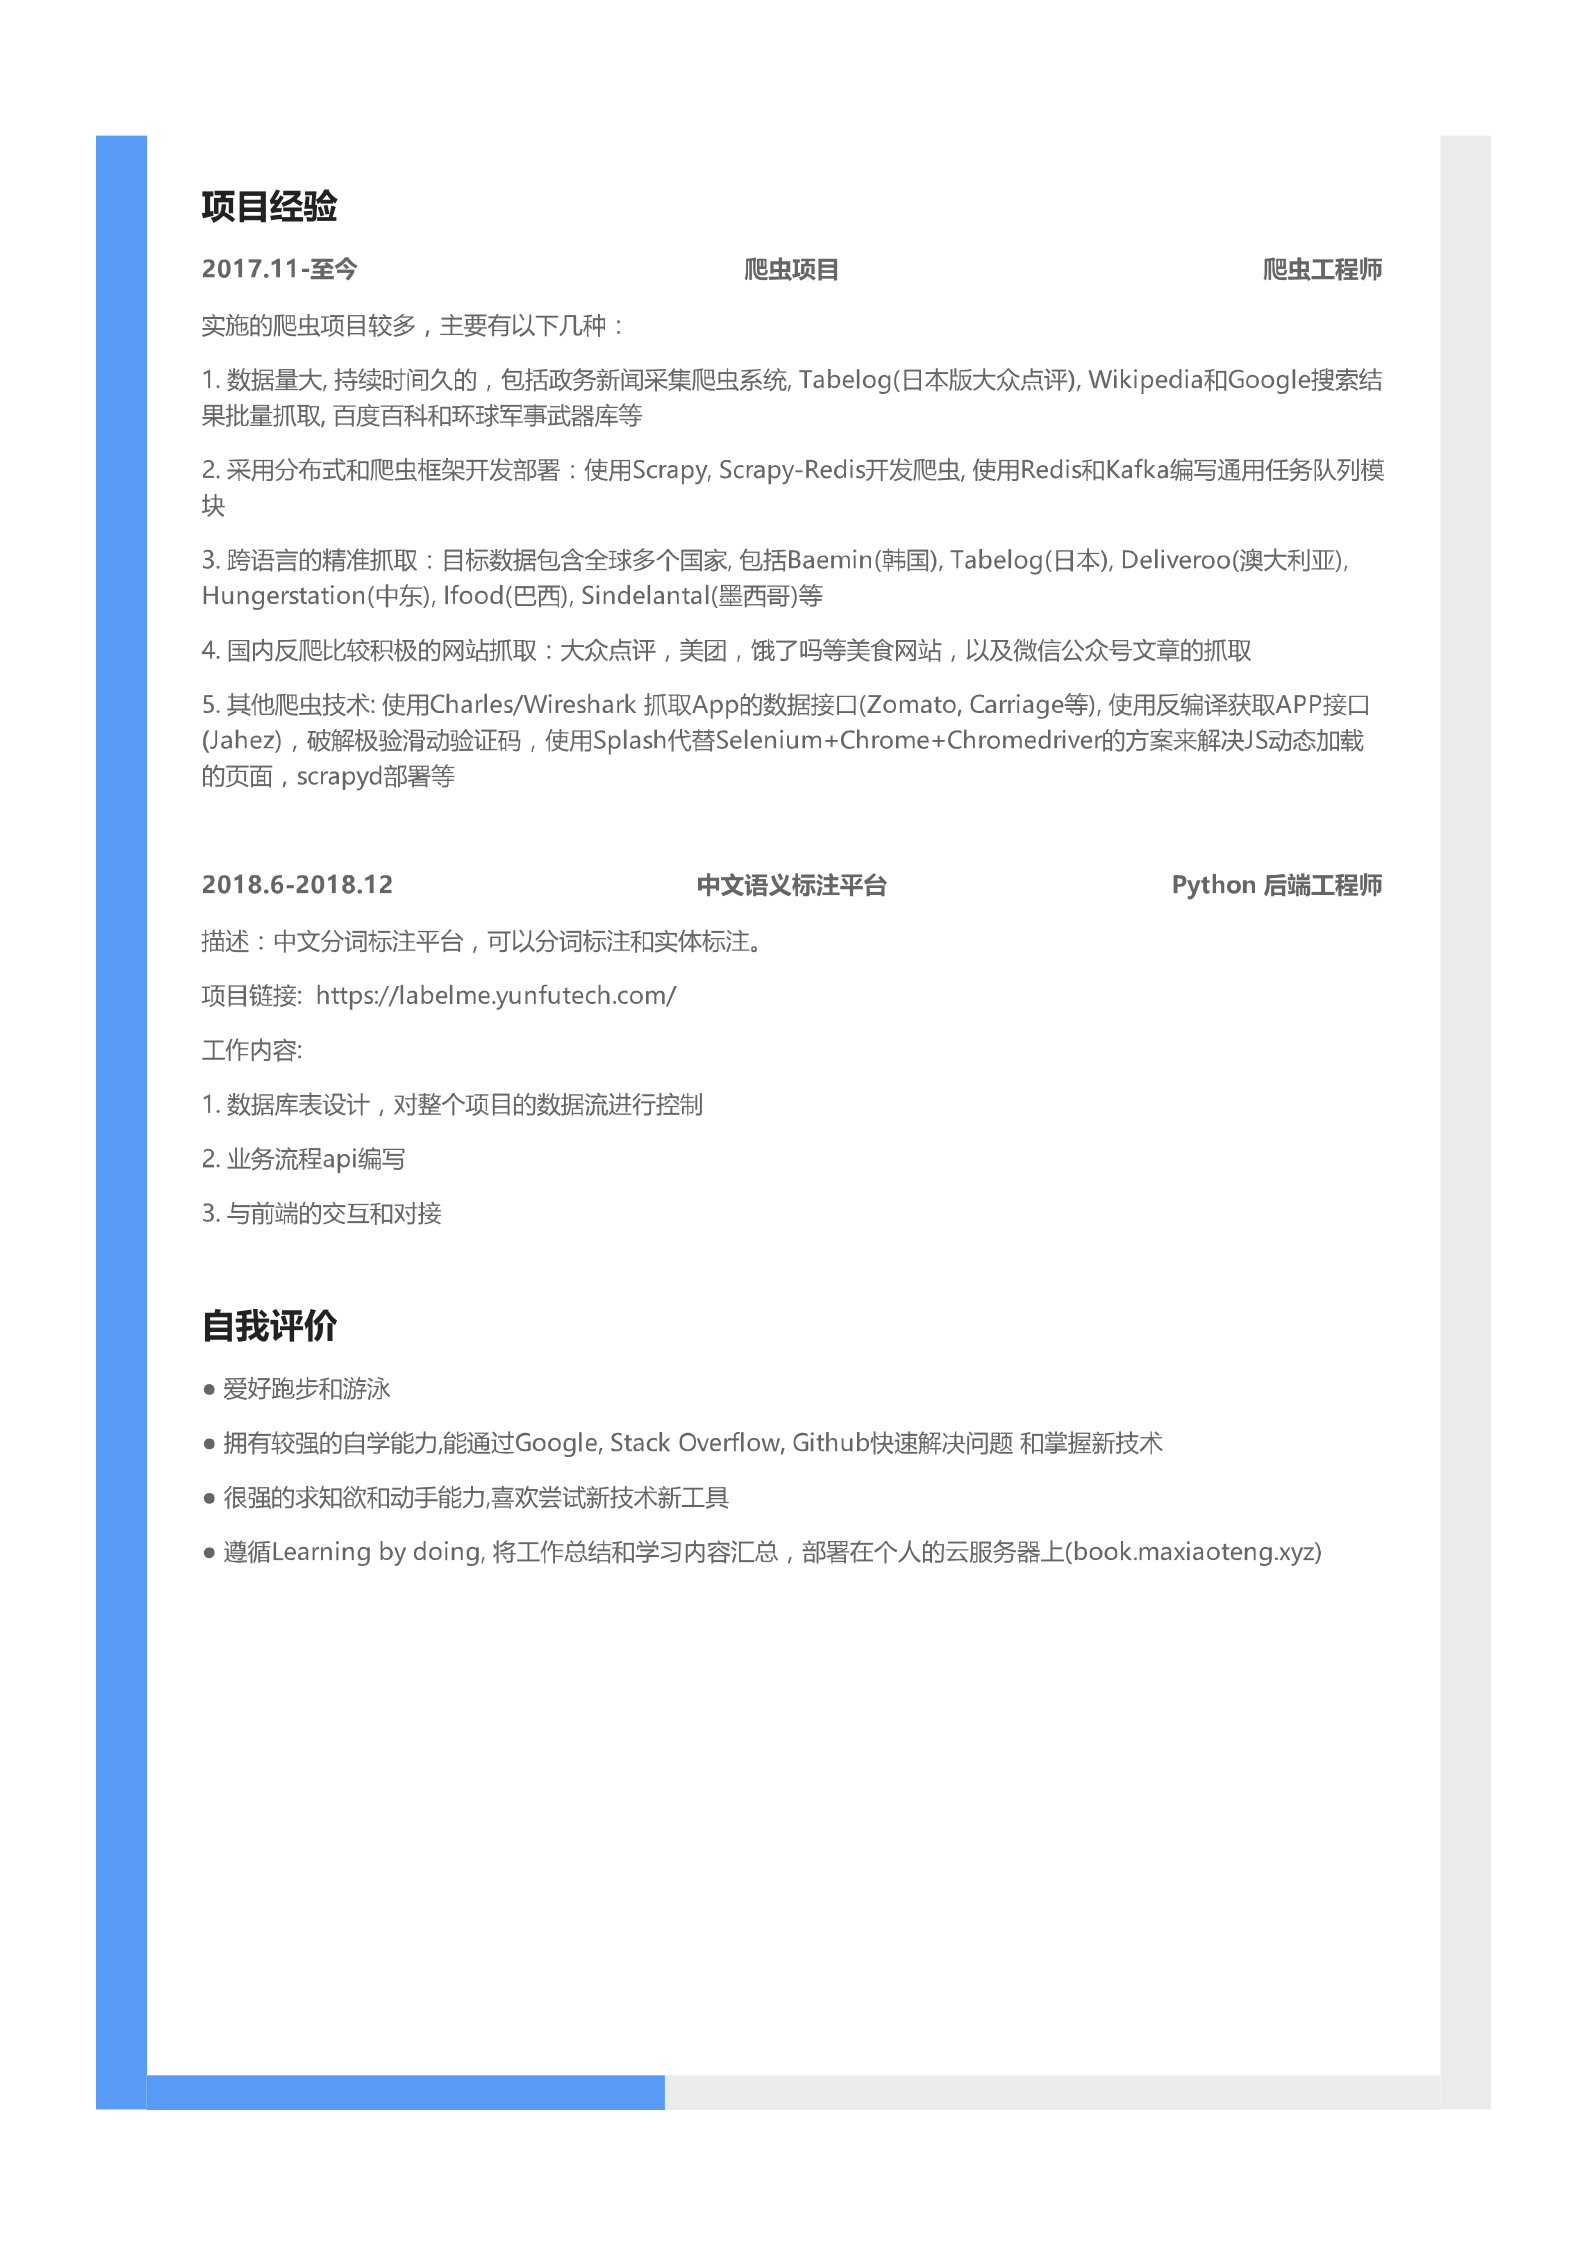 项目经验
2017.11-至今 爬虫项目 爬虫工程师
实施的爬虫项目较多，主要有以下几种：
1. 数据量大, 持续时间久的，包括政务新闻采集爬虫系统, Tabelog(日本版大众点评), Wikipedia和Google搜索结
果批量抓取, 百度百科和环球军事武器库等
2. 采用分布式和爬虫框架开发部署：使用Scrapy, Scrapy-Redis开发爬虫, 使用Redis和Kafka编写通用任务队列模
块
3. 跨语言的精准抓取：目标数据包含全球多个国家, 包括Baemin(韩国), Tabelog(日本), Deliveroo(澳大利亚),
Hungerstation(中东), Ifood(巴西), Sindelantal(墨西哥)等
4. 国内反爬比较积极的网站抓取：大众点评，美团，饿了吗等美食网站，以及微信公众号文章的抓取
5. 其他爬虫技术: 使用Charles/Wireshark 抓取App的数据接口(Zomato, Carriage等), 使用反编译获取APP接口
(Jahez)，破解极验滑动验证码，使用Splash代替Selenium+Chrome+Chromedriver的方案来解决JS动态加载
的页面，scrapyd部署等
2018.6-2018.12 中文语义标注平台 Python 后端工程师
描述：中文分词标注平台，可以分词标注和实体标注。
项目链接: https://labelme.yunfutech.com/
工作内容:
1. 数据库表设计，对整个项目的数据流进行控制
2. 业务流程api编写
3. 与前端的交互和对接
自我评价
● 爱好跑步和游泳
● 拥有较强的自学能力,能通过Google, Stack Overflow, Github快速解决问题 和掌握新技术
● 很强的求知欲和动手能力,喜欢尝试新技术新工具
● 遵循Learning by doing, 将工作总结和学习内容汇总，部署在个人的云服务器上(book.maxiaoteng.xyz)